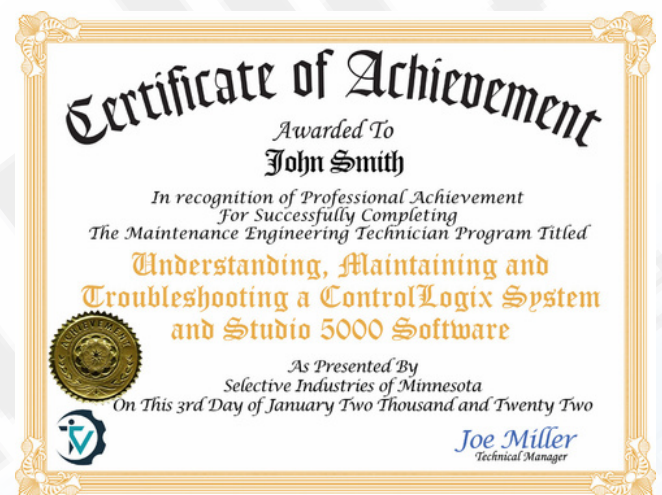 Certificate of Achievement
Awarded To
John Smith
In recognition of Professional Achievement
For Successfully Completing
The Maintenance Engineering Technician Program Titled
Understanding, Maintaining and
Troubleshooting a ControlLogix System
and Studio 5000 Software
ACHIEVEMENT
As Presented By
Selective Industries of Minnesota
On This 3rd Day of January Two Thousand and Twenty Two
Joe Miller
Technical Manager